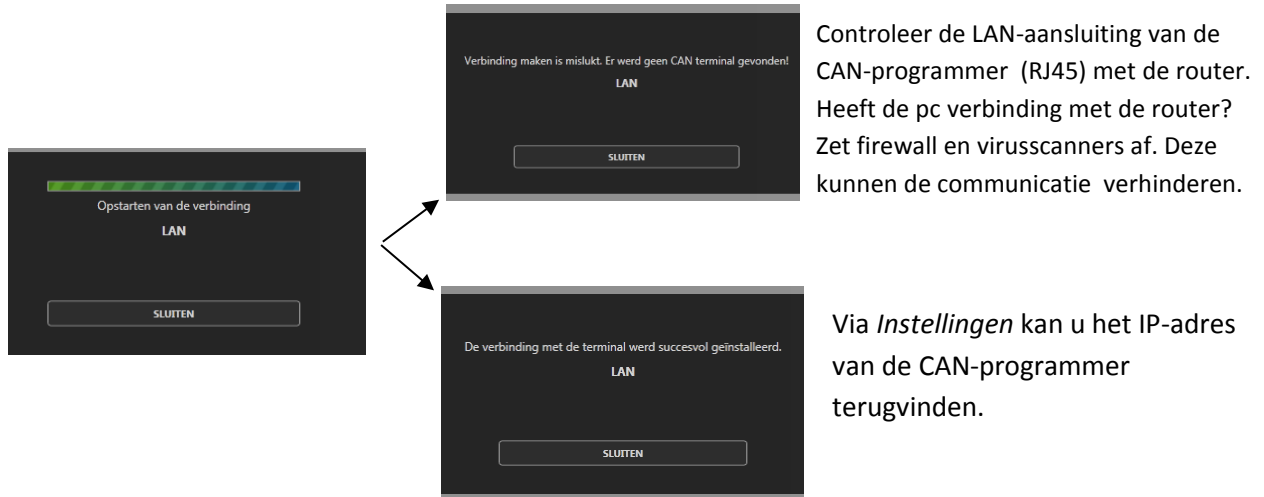 Opstarten van de verbinding
LAN
SLUITEN
Verbinding maken is mislukt. Er werd geen CAN terminal gevonden!
LAN
SLUITEN
Controleer de LAN-aansluiting van de
CAN-programmer (RJ45) met de router.
Heeft de pc verbinding met de router?
Zet firewall en virusscanners af. Deze
kunnen de communicatie verhinderen.
De verbinding met de terminal werd succesvol geïnstalleerd.
LAN
SLUITEN
Via Instellingen kan u het IP-adres
van de CAN-programmer
terugvinden.